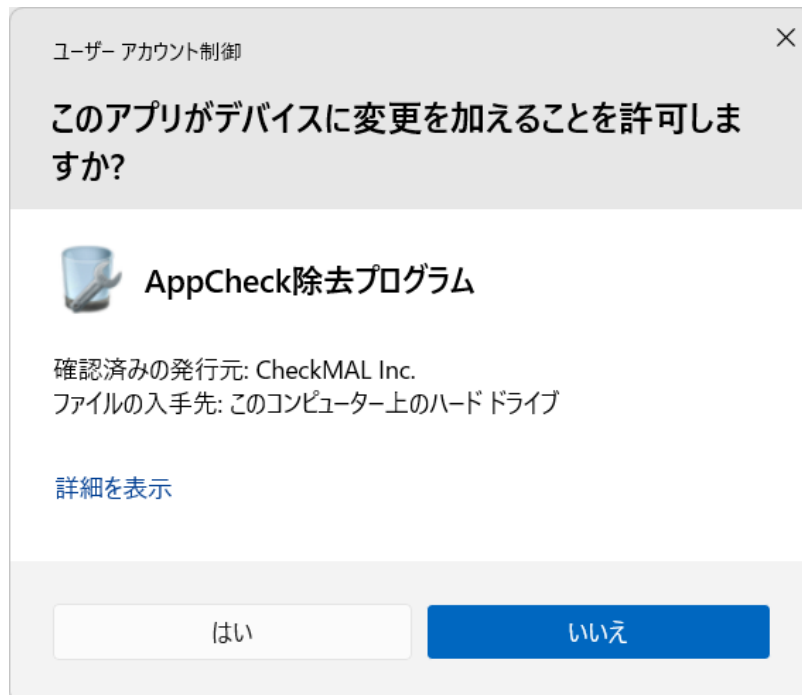 ユーザー アカウント制御
このアプリがデバイスに変更を加えることを許可しま
すか?
AppCheck除去プログラム
確認済みの発行元: CheckMAL Inc.
ファイルの入手先: このコンピューター上のハード ドライブ
詳細を表示
はい
いいえ